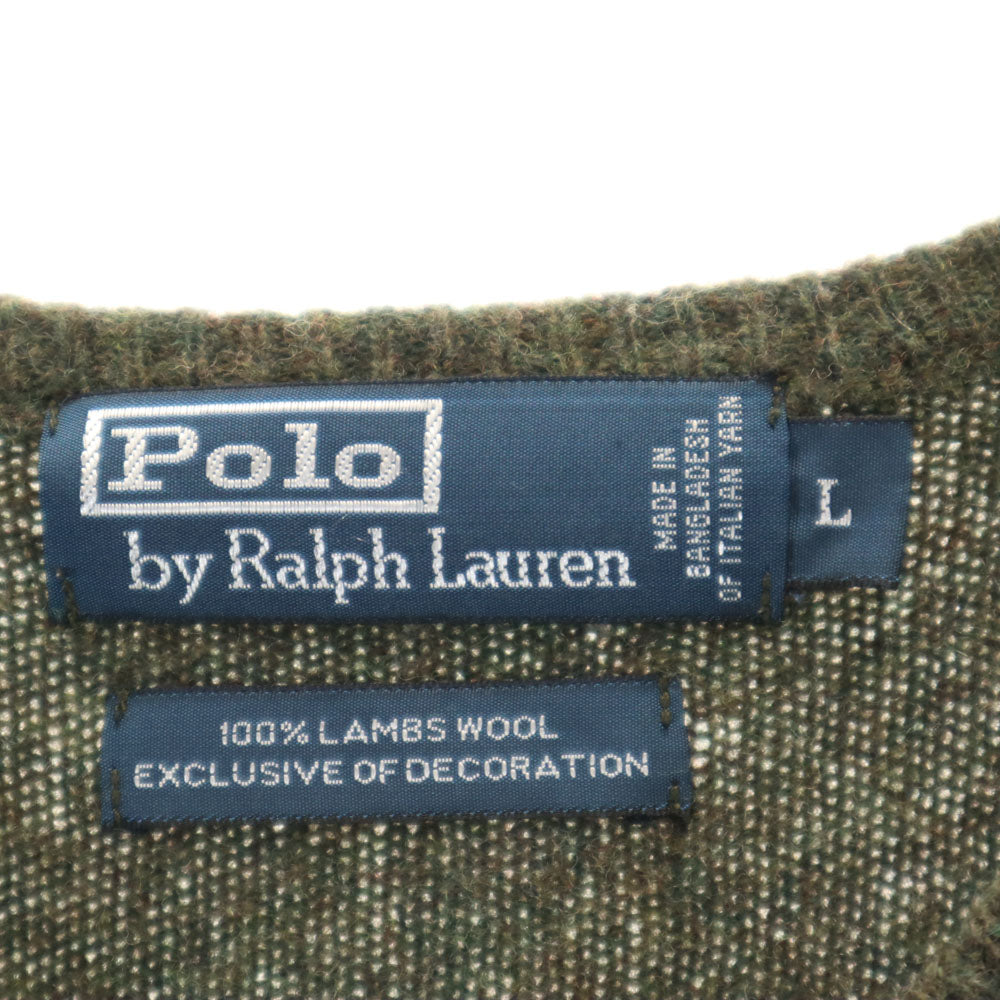 Polo
by Ralph Lauren
MADE IN
BANGLADESH
OF ITALIAN YARN
L
100% LAMBS WOOL
EXCLUSIVE OF DECORATION